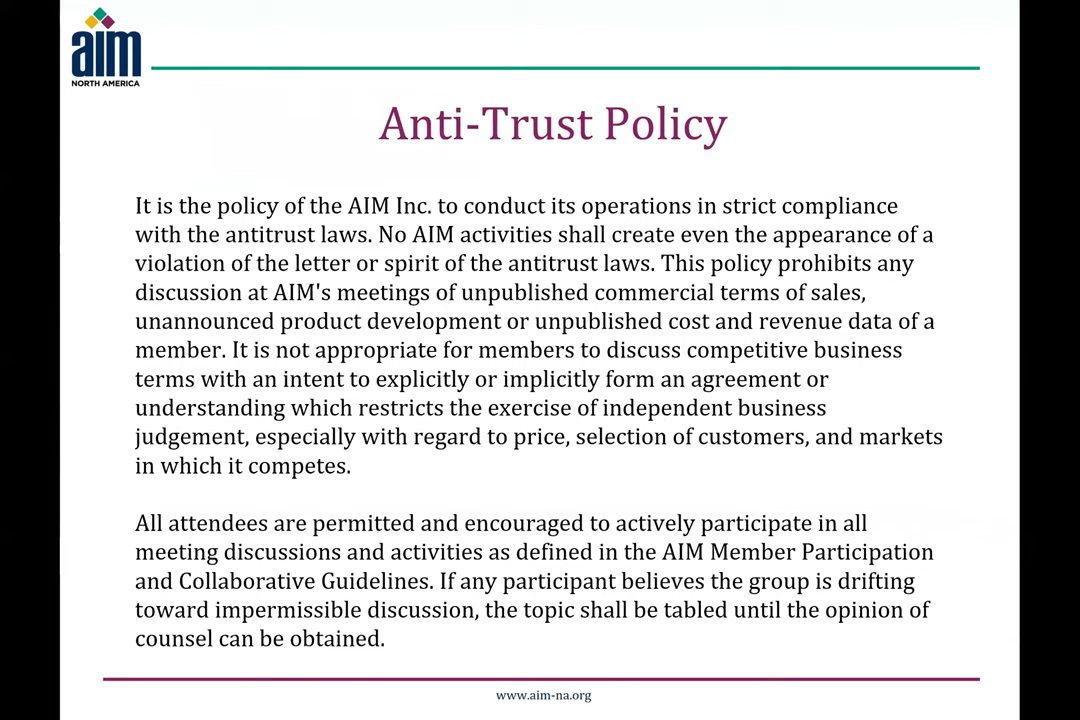 aim
NORTH AMERICA
Anti-Trust Policy
It is the policy of the AIM Inc. to conduct its operations in strict compliance
with the antitrust laws. No AIM activities shall create even the appearance of a
violation of the letter or spirit of the antitrust laws. This policy prohibits any
discussion at AIM's meetings of unpublished commercial terms of sales,
unannounced product development or unpublished cost and revenue data of a
member. It is not appropriate for members to discuss competitive business
terms with an intent to explicitly or implicitly form an agreement or
understanding which restricts the exercise of independent business
judgement, especially with regard to price, selection of customers, and markets
in which it competes.
All attendees are permitted and encouraged to actively participate in all
meeting discussions and activities as defined in the AIM Member Participation
and Collaborative Guidelines. If any participant believes the group is drifting
toward impermissible discussion, the topic shall be tabled until the opinion of
counsel can be obtained.
www.aim-na.org